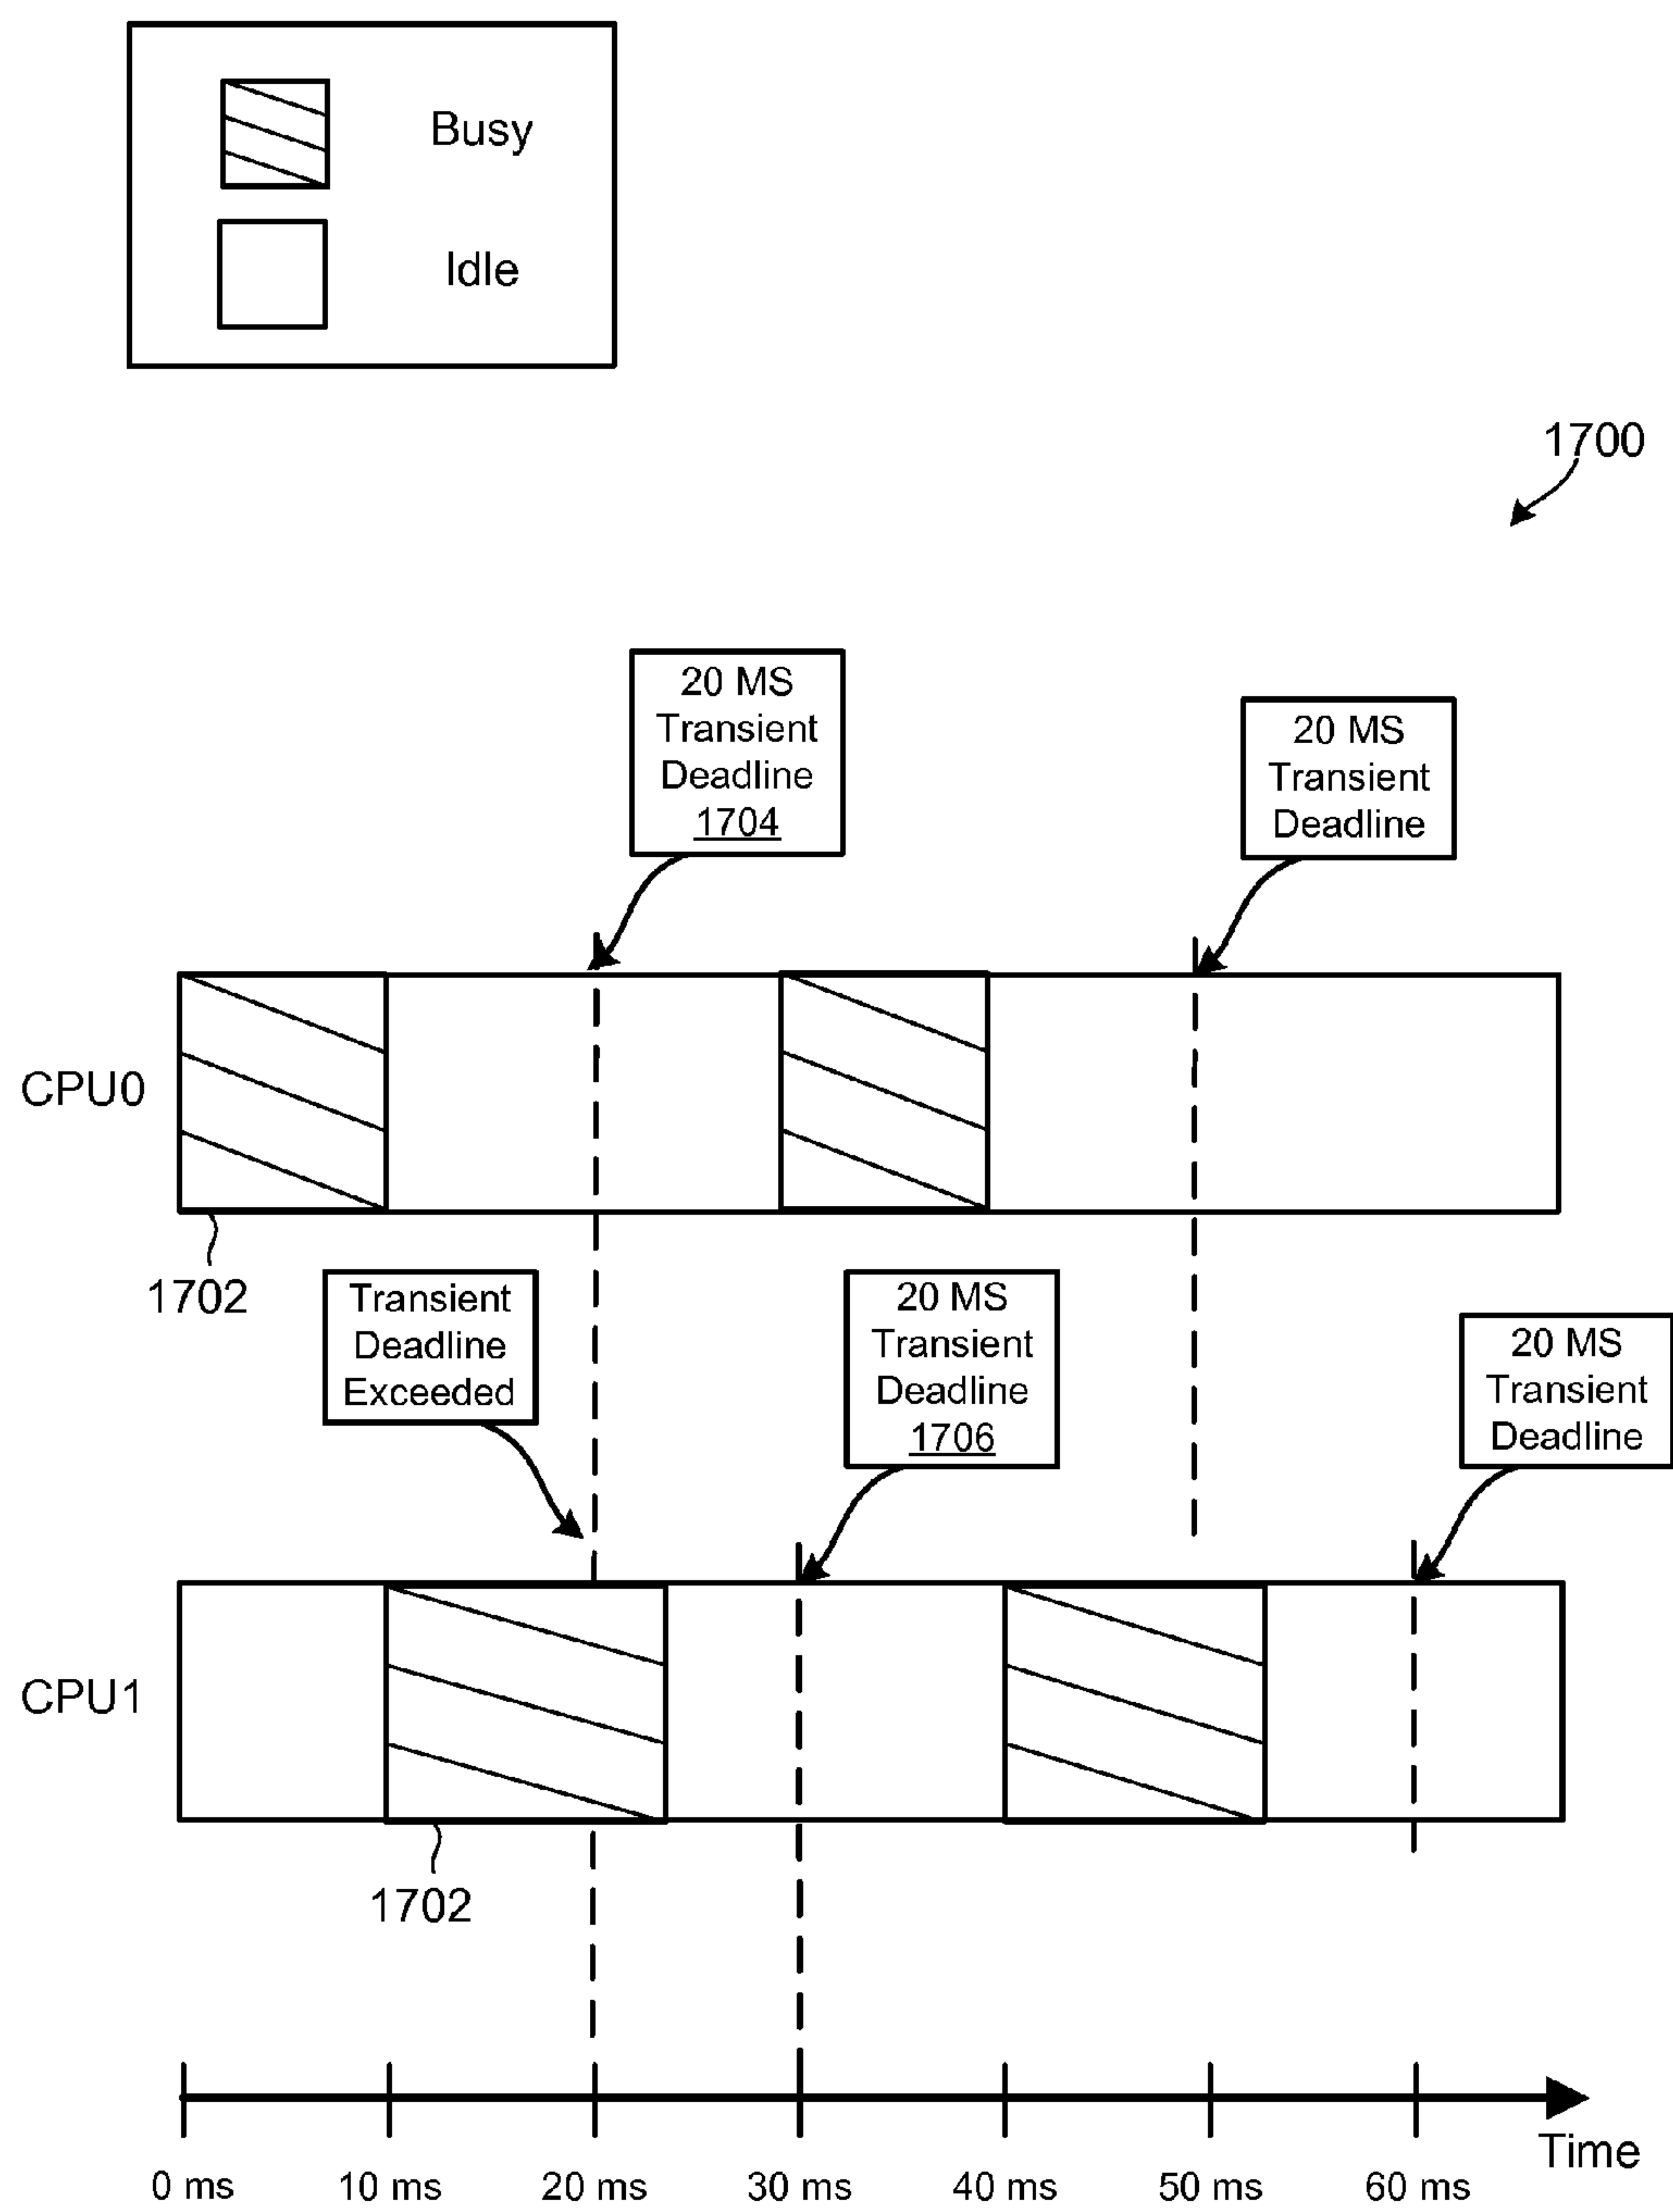 Busy
Idle
1700
20 MS
Transient
Deadline
1704
20 MS
Transient
Deadline
CPU0
1702
Transient
Deadline
Exceeded
20 MS
Transient
Deadline
1706
20 MS
Transient
Deadline
CPU1
1702
Time
0 ms 10 ms 20 ms 30 ms 40 ms 50 ms 60 ms